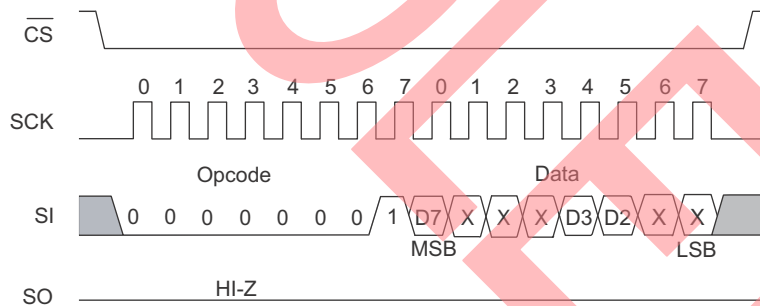 CS
0 1 2 3 4 5 6 7 0 1 2 3 4 5 6 7
SCK
Opcode Data
SI 0 0 0 0 0 0 0 1 D7 X X X D3 D2 X X
MSB LSB
HI-Z
SO